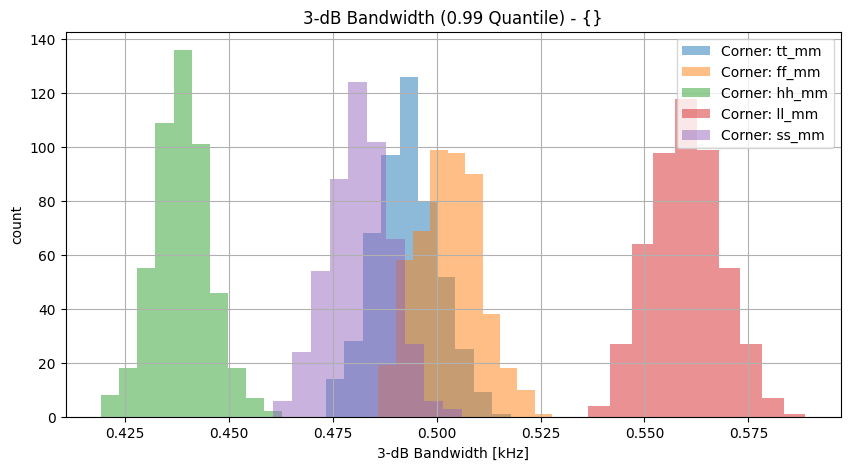 3-dB Bandwidth (0.99 Quantile) - {}
140
120
100
80
60
40
20
0
count
Corner: tt_mm
Corner: ff_mm
Corner: hh_mm
Corner: ll_mm
Corner: ss_mm
0.425 0.450 0.475 0.500 0.525 0.550 0.575
3-dB Bandwidth [kHz]